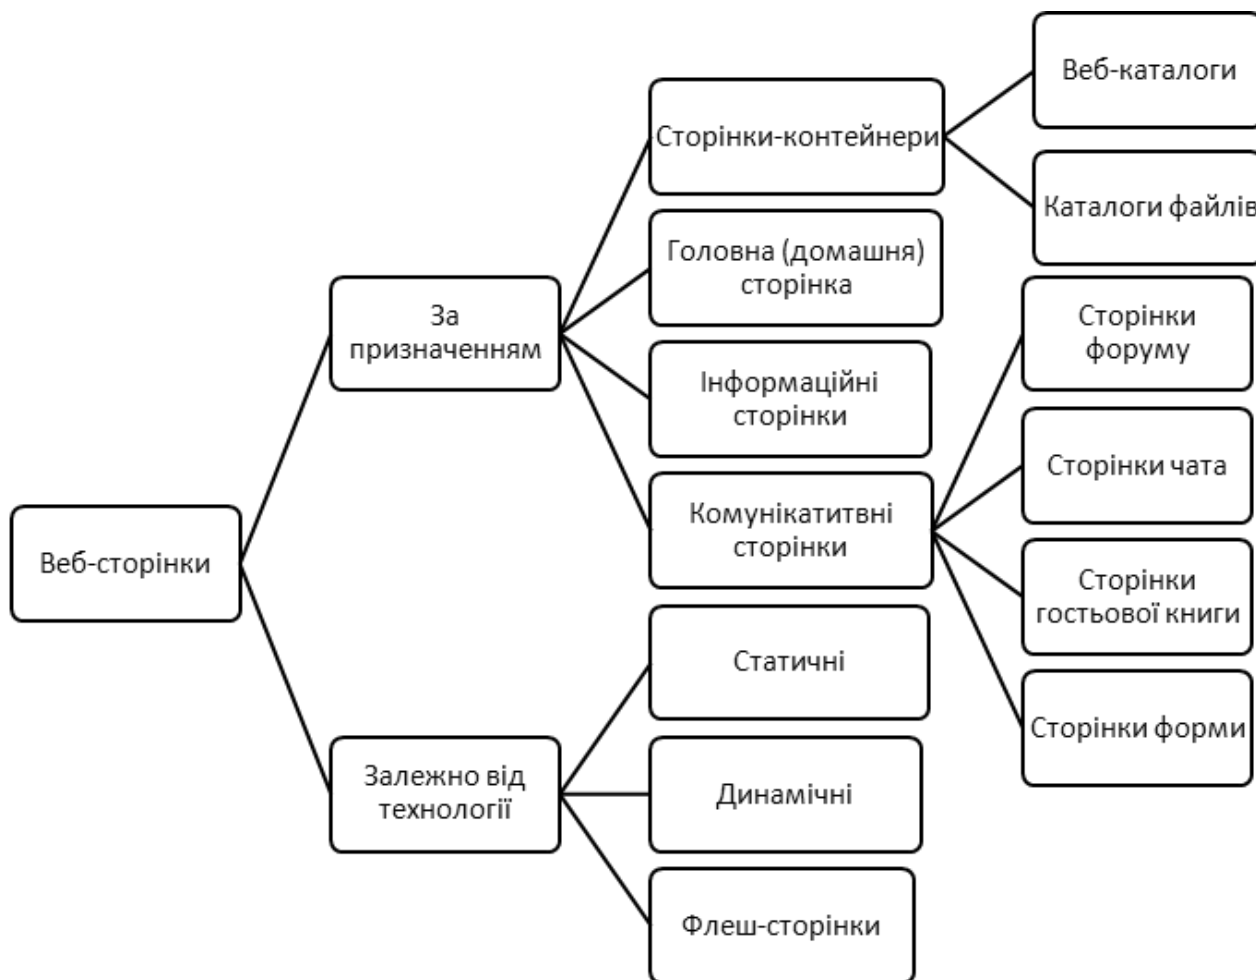 Веб-сторінки
За
призначенням
Сторінки-контейнери
Веб-каталоги
Каталоги файлів
Головна (домашня)
сторінка
Інформаційні
сторінки
Комунікатитвні
сторінки
Сторінки
форуму
Сторінки чата
Сторінки
гостьової книги
Сторінки форми
Залежно від
технології
Статичні
Динамічні
Флеш-сторінки